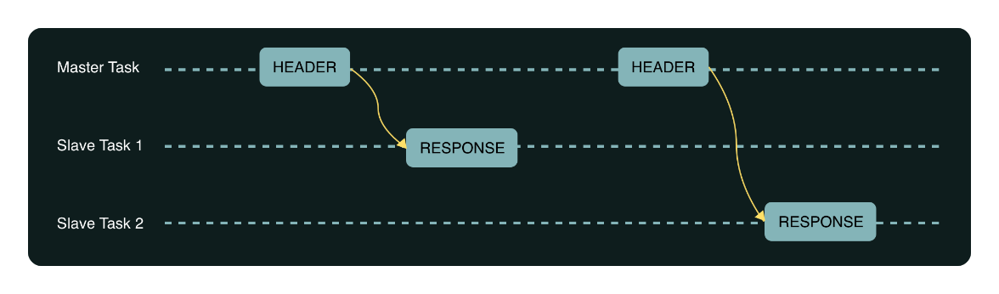 Master Task
HEADER
HEADER
Slave Task 1
RESPONSE
Slave Task 2
RESPONSE